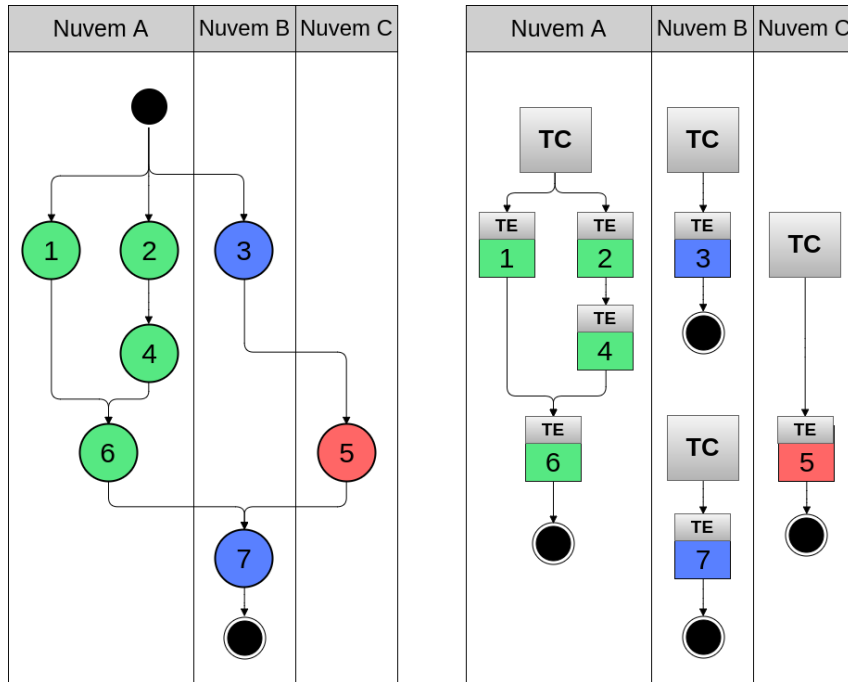 Nuvem A Nuvem B Nuvem C
1 2 3
4
6 5
7
Nuvem A Nuvem B Nuvem C
TC TC
TE TE TE TC
1 2 3
TE
4
TE TC TE
6 5
TE
7